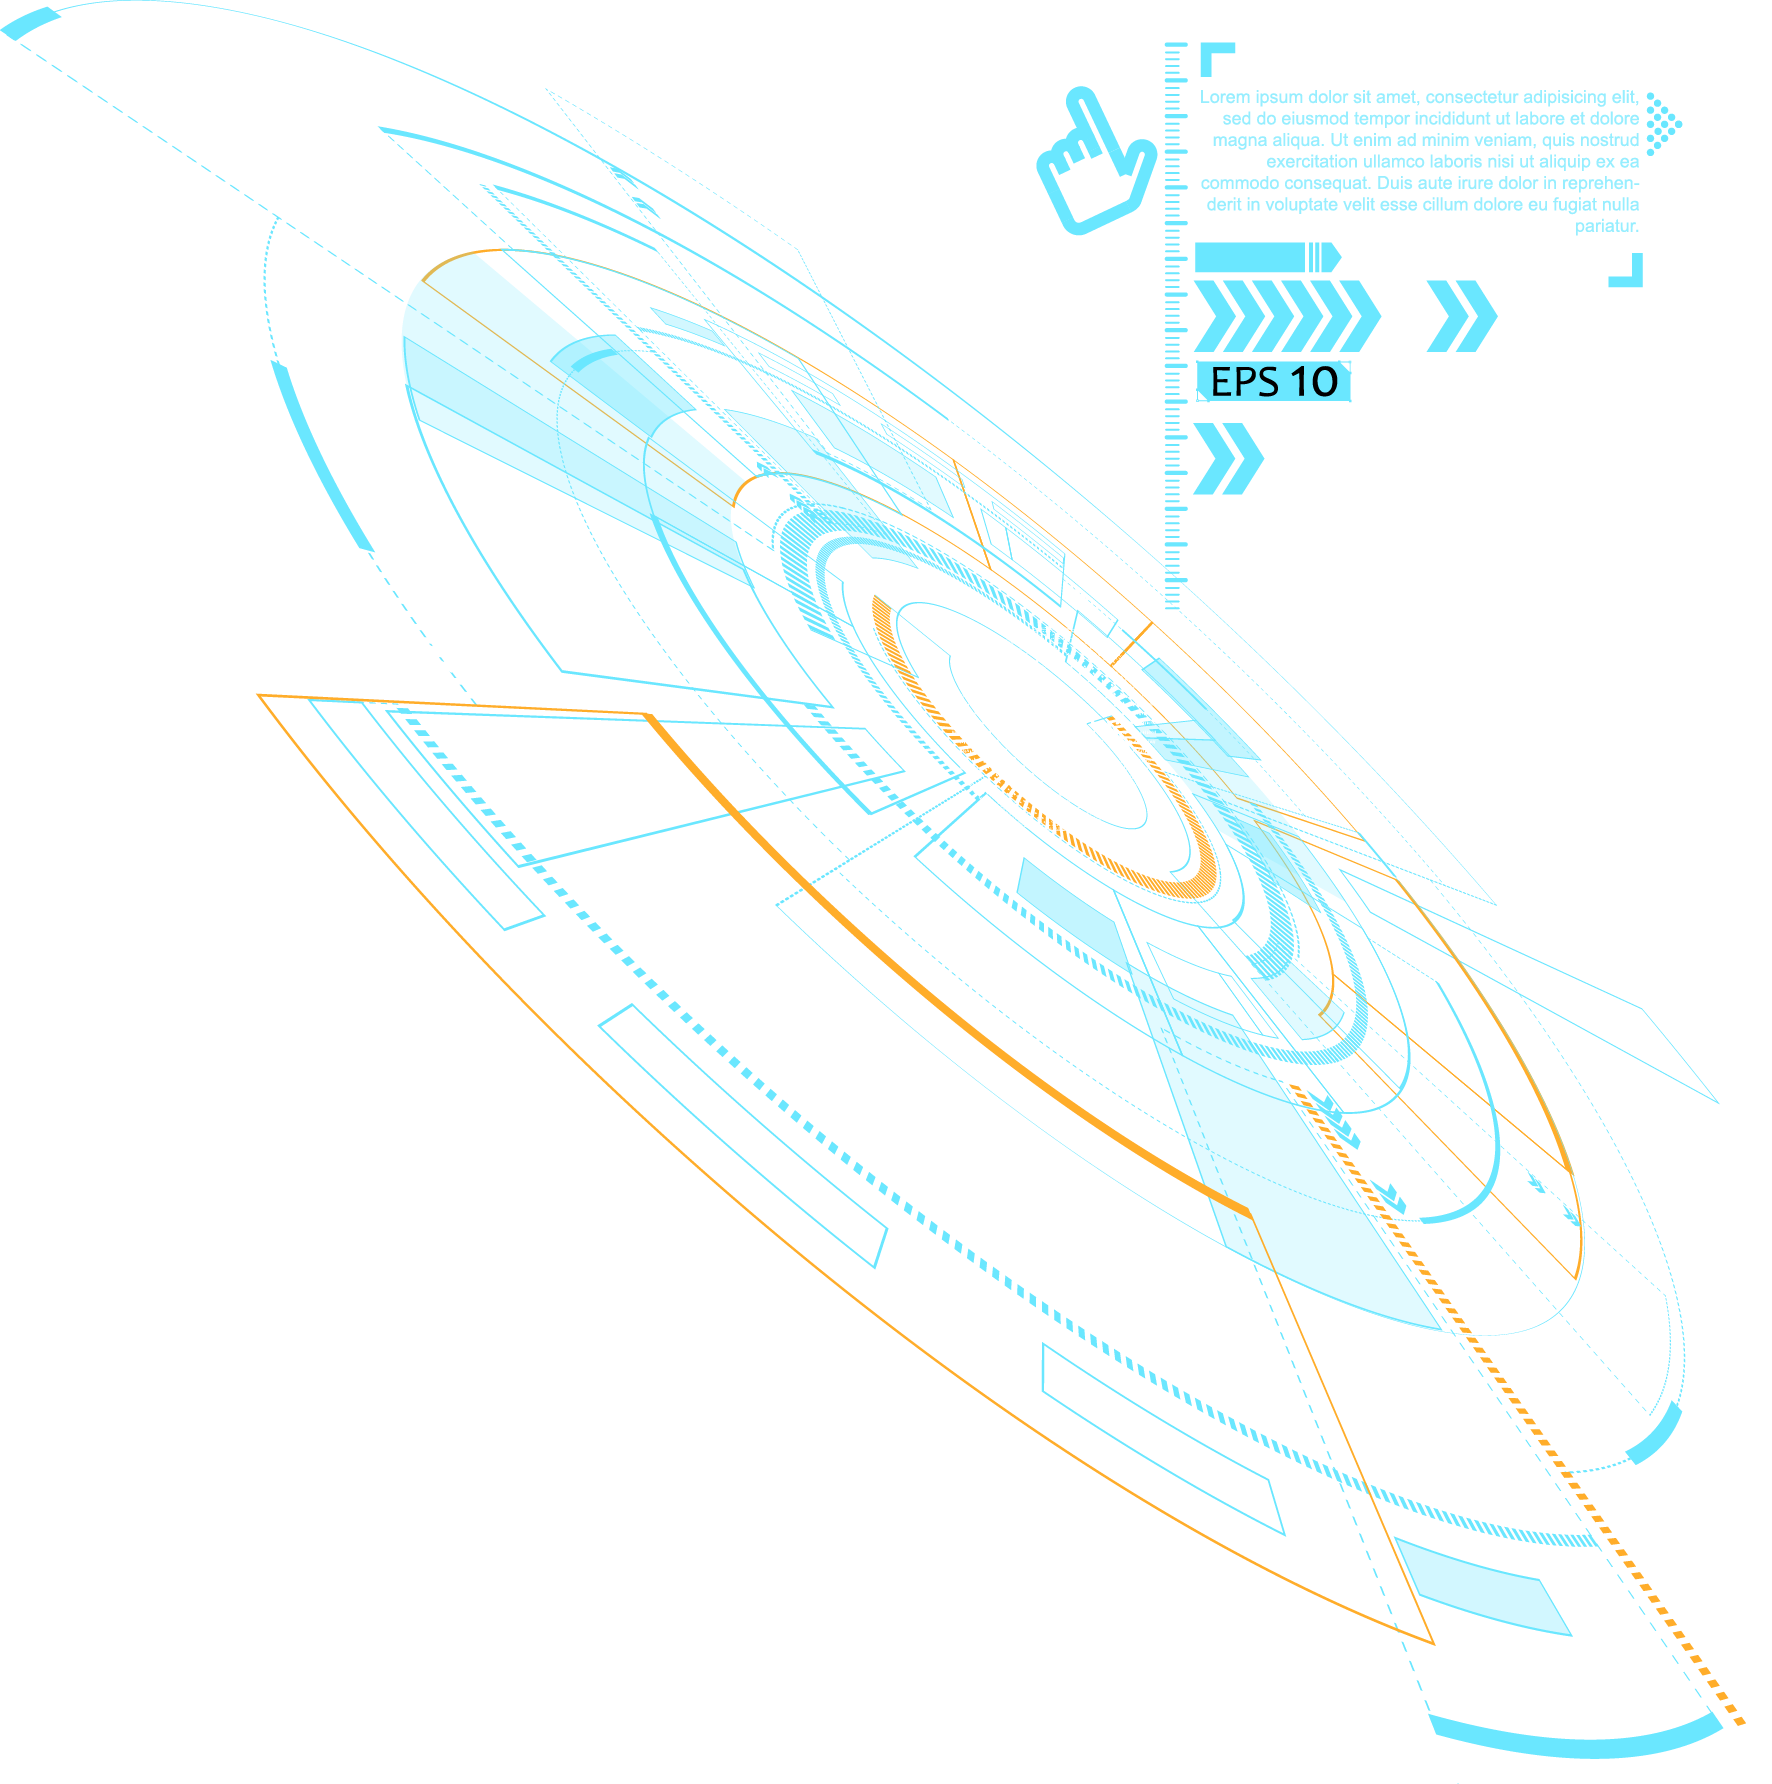 Lorem ipsum dolor sit amet, consectetur adipisicing elit,
sed do eiusmod tempor incididunt ut labore et dolore
magna aliqua. Ut enim ad minim veniam, quis nostrud
exercitation ullamco laboris nisi ut aliquip ex ea
commodo consequat. Duis aute irure dolor in reprehen-
derit in voluptate velit esse cillum dolore eu fugiat nulla
pariatur.
EPS 10